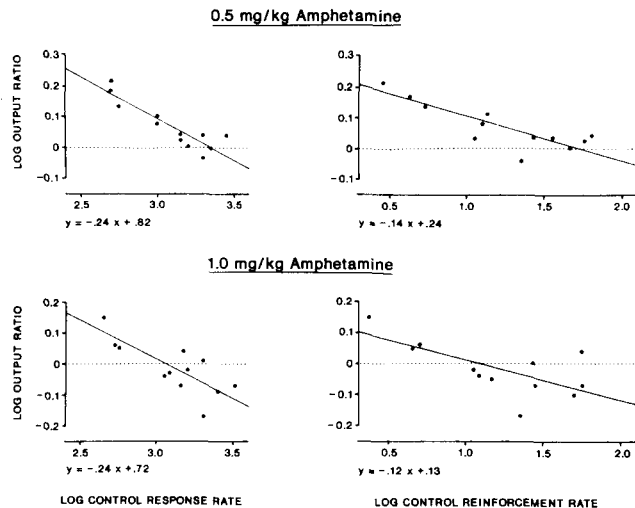 0.5 mg/kg Amphetamine
LOG OUTPUT RATIO
0.3
0.2
0.1
0
-0.1
2.5 3.0 3.5
y = -.24 x + .82
0.3
0.2
0.1
0
-0.1
0.5 1.0 1.5 2.0
y = -.14 x + .24
1.0 mg/kg Amphetamine
LOG OUTPUT RATIO
0.2
0.1
0
-0.1
-0.2
2.5 3.0 3.5
y = -.24 x + .72
0.2
0.1
0
-0.1
-0.2
0.5 1.0 1.5 2.0
y = -.12 x + .13
LOG CONTROL RESPONSE RATE
LOG CONTROL REINFORCEMENT RATE